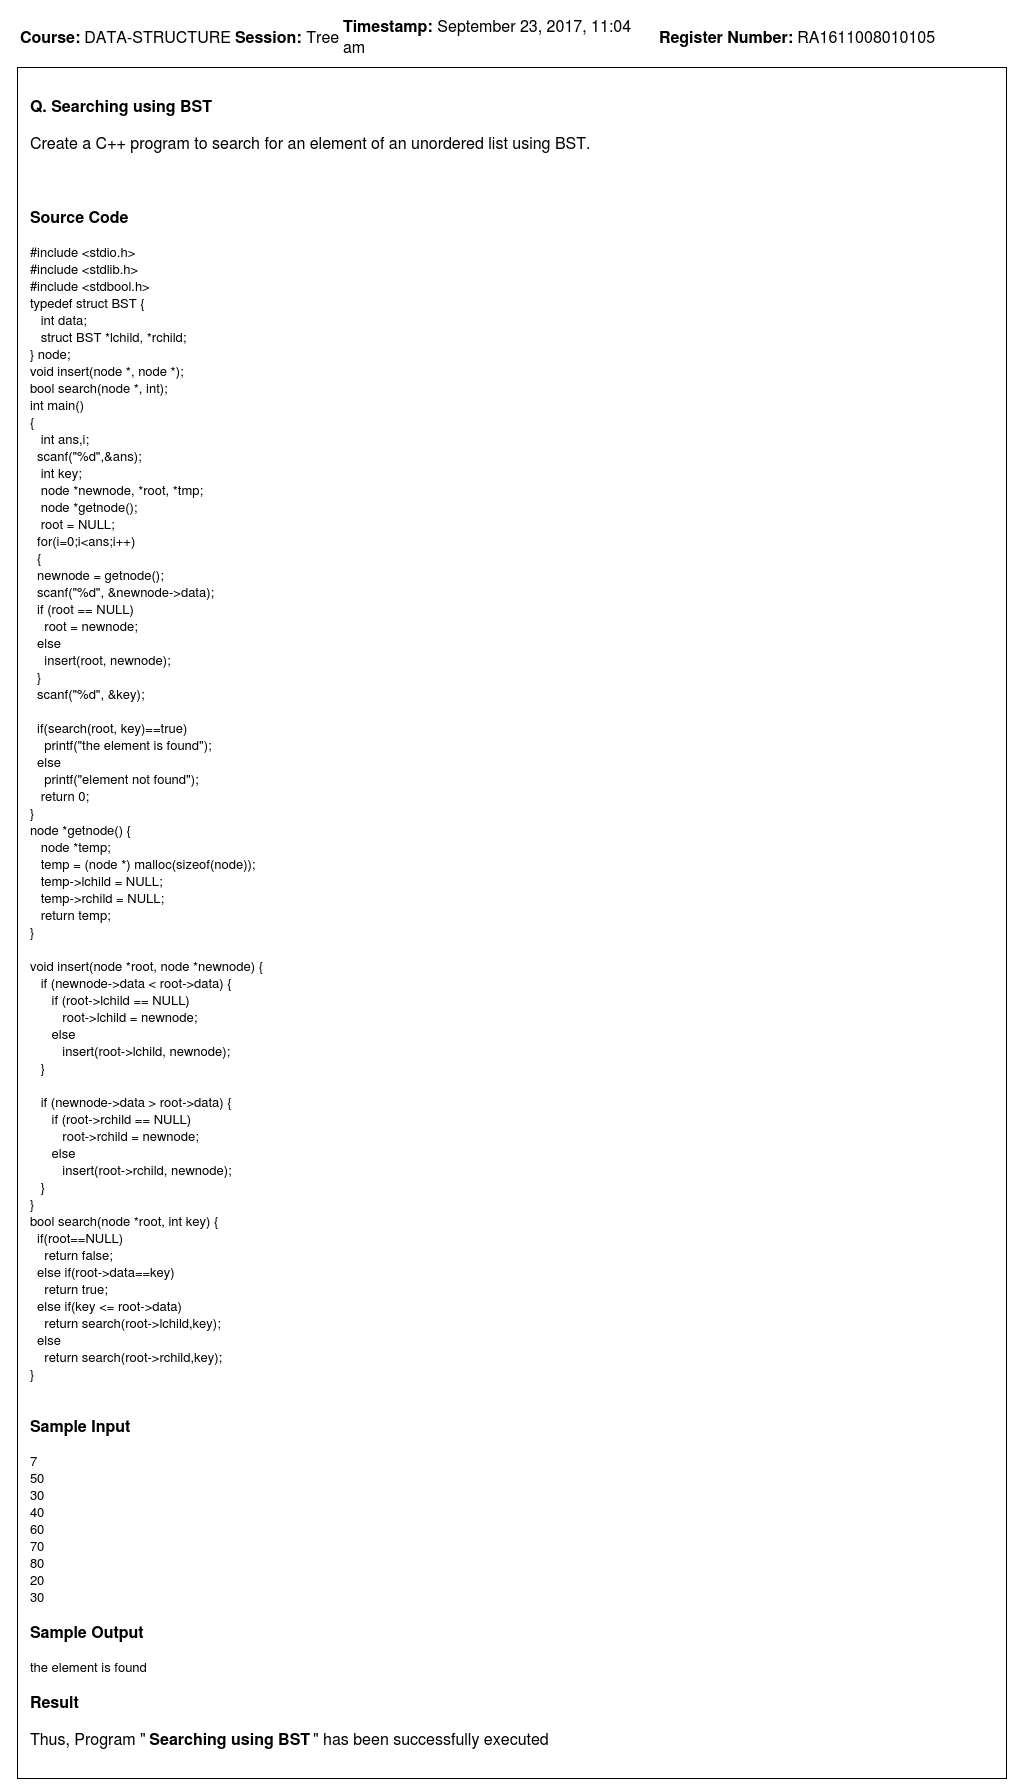 Course: DATA-STRUCTURE Session: Tree Timestamp: September 23, 2017, 11:04 am Register Number: RA1611008010105
Q. Searching using BST
Create a C++ program to search for an element of an unordered list using BST.
Source Code
#include <stdio.h>
#include <stdlib.h>
#include <stdbool.h>
typedef struct BST {
   int data;
   struct BST *lchild, *rchild;
} node;
void insert(node *, node *);
bool search(node *, int);
int main()
{
   int ans,i;
  scanf("%d",&ans);
   int key;
   node *newnode, *root, *tmp;
   node *getnode();
   root = NULL;
  for(i=0;i<ans;i++)
  {
  newnode = getnode();
  scanf("%d", &newnode->data);
  if (root == NULL)
    root = newnode;
  else
    insert(root, newnode);
  }
  scanf("%d", &key);

  if(search(root, key)==true)
    printf("the element is found");
  else
    printf("element not found");
   return 0;
}
node *getnode() {
   node *temp;
   temp = (node *) malloc(sizeof(node));
   temp->lchild = NULL;
   temp->rchild = NULL;
   return temp;
}

void insert(node *root, node *newnode) {
   if (newnode->data < root->data) {
      if (root->lchild == NULL)
         root->lchild = newnode;
      else
         insert(root->lchild, newnode);
   }

   if (newnode->data > root->data) {
      if (root->rchild == NULL)
         root->rchild = newnode;
      else
         insert(root->rchild, newnode);
   }
}
bool search(node *root, int key) {
  if(root==NULL)
    return false;
  else if(root->data==key)
    return true;
  else if(key <= root->data)
    return search(root->lchild,key);
  else
    return search(root->rchild,key);
}
Sample Input
7
50
30
40
60
70
80
20
30
Sample Output
the element is found
Result
Thus, Program " Searching using BST " has been successfully executed